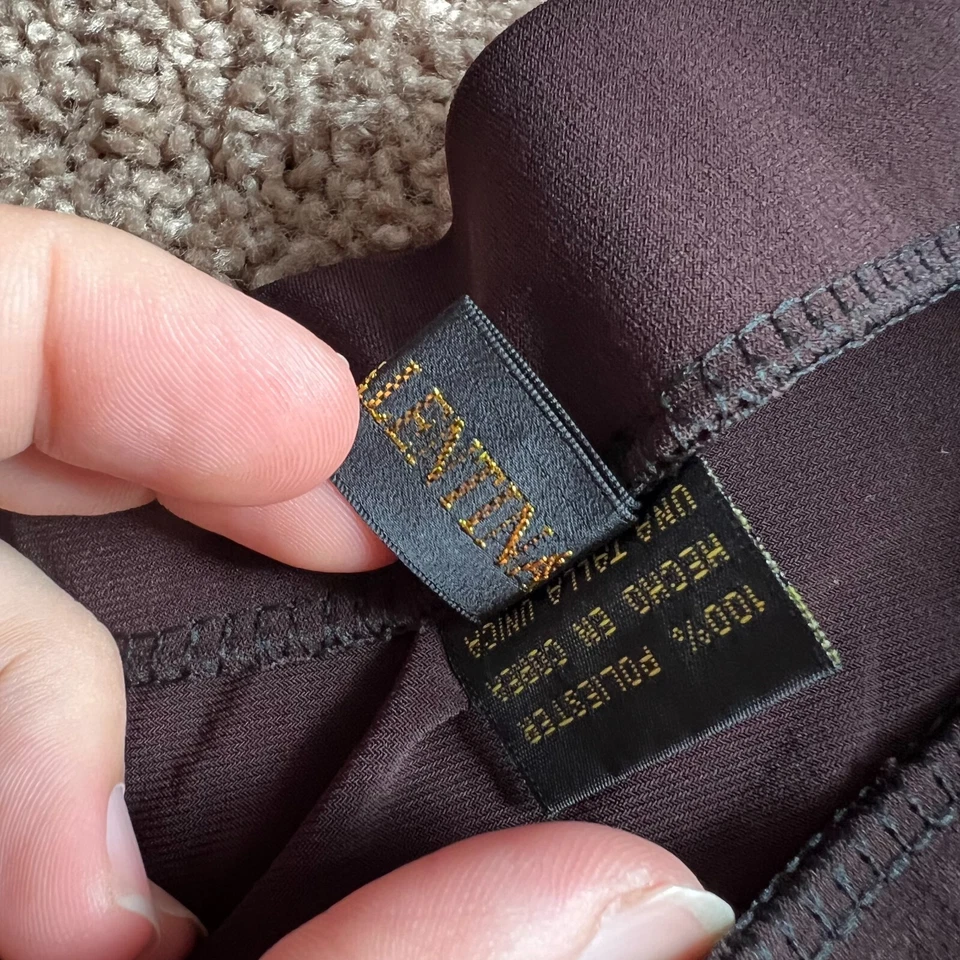 LENTINA
100% POLIESTER
HECHO EN COREA
UNA TALLA UNICA